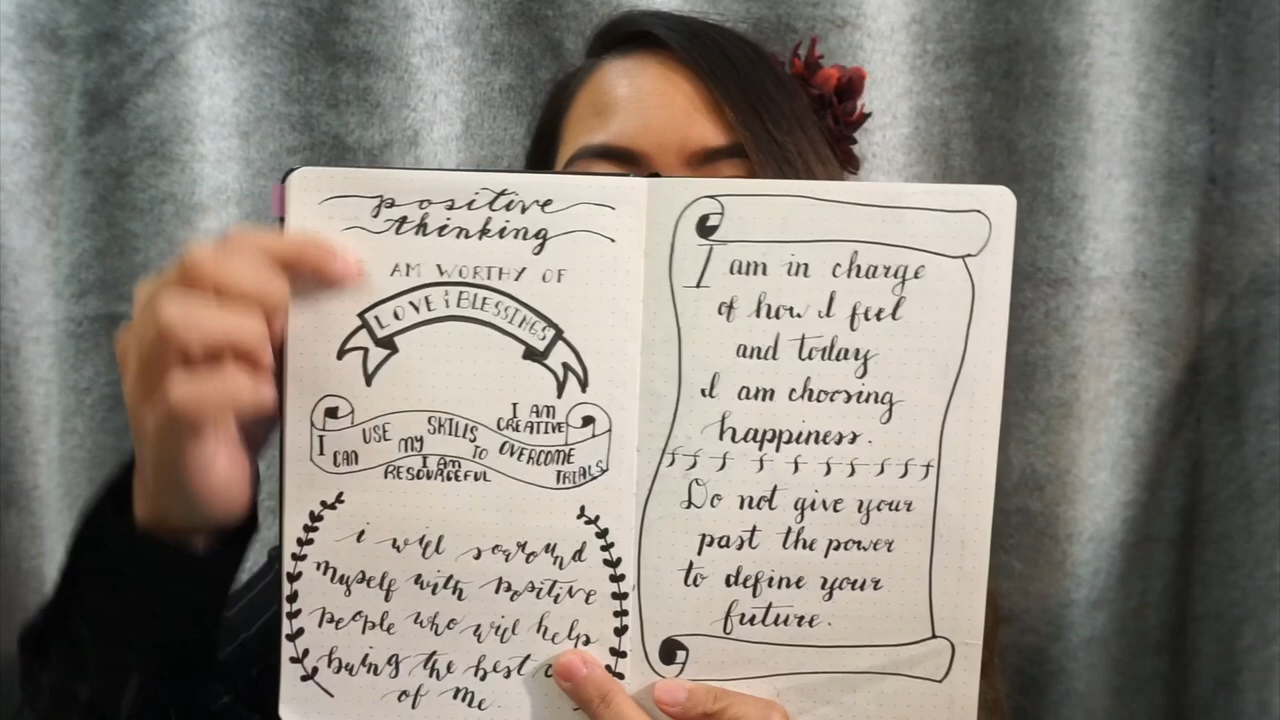 positive
thinking
AM WORTHY OF
LOVE & BLESSINGS
I CAN USE my SKILLS TO OVERCOME TRIALS
I AM
CREATIVE
I AM
RESOURCEFUL
i will soround
myself with positive
people who will help
bring the best
of me.
I am in charge
of how I feel
and today
I am choosing
happiness.
f f f f f f f f f f
Do not give your
past the power
to define your
future.